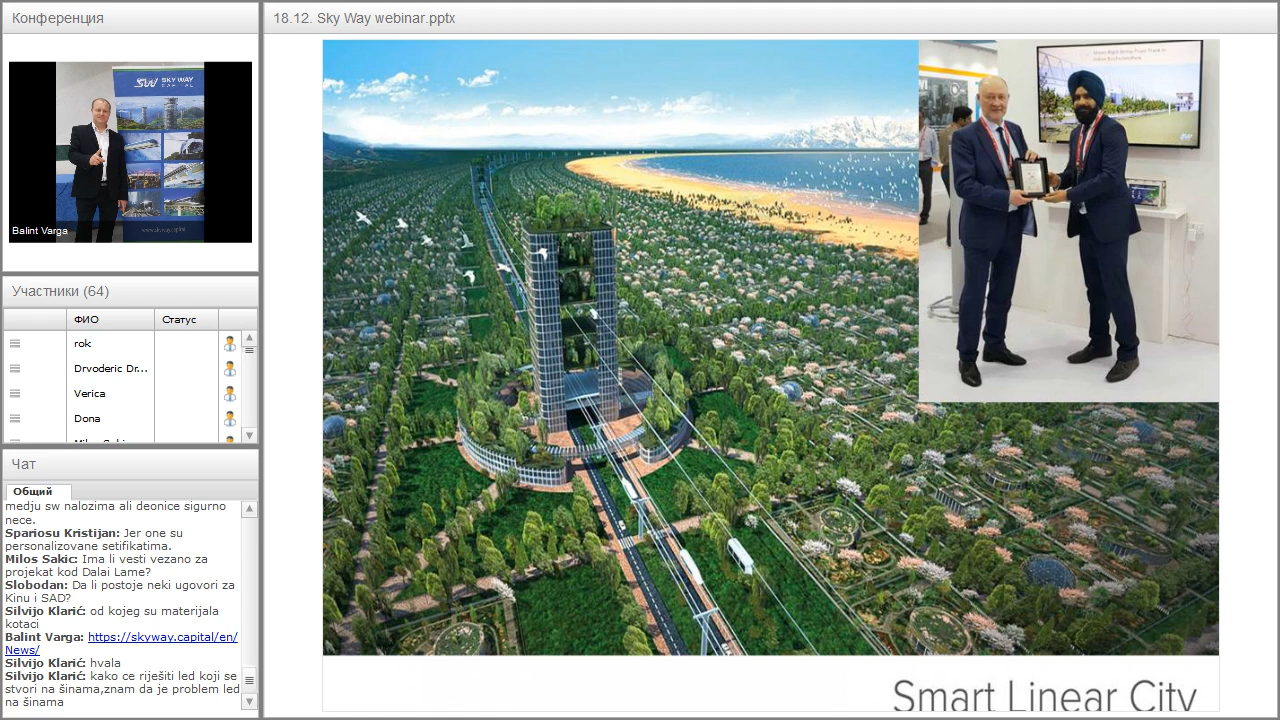 Конференция
SKY WAY
CAPITAL
Balint Varga
Участники (64)
ФИО Статус
rok
Drvoderic Dr...
Verica
Dona
Чат
Общий
medju sw nalozima ali deonice sigurno
nece.
Spariosu Kristijan: Jer one su
personalizovane setifikatima.
Milos Sakic: Ima li vesti vezano za
projekat kod Dalai Lame?
Slobodan: Da li postoje neki ugovori za
Kinu i SAD?
Silvijo Klarić: od kojeg su materijala
kotaci
Balint Varga: https://skyway.capital/en/
News/
Silvijo Klarić: hvala
Silvijo Klarić: kako ce riješiti led koji se
stvori na šinama,znam da je problem led
na šinama
18.12. Sky Way webinar.pptx
Smart Linear City